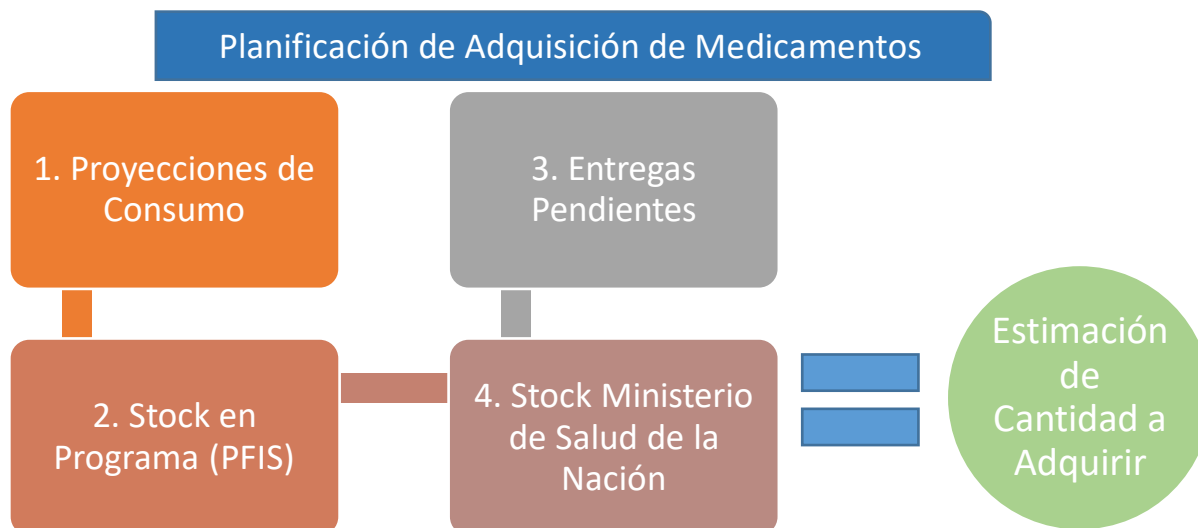 Planificación de Adquisición de Medicamentos
1. Proyecciones de
Consumo
2. Stock en
Programa (PFIS)
3. Entregas
Pendientes
4. Stock Ministerio
de Salud de la
Nación
Estimación
de
Cantidad a
Adquirir